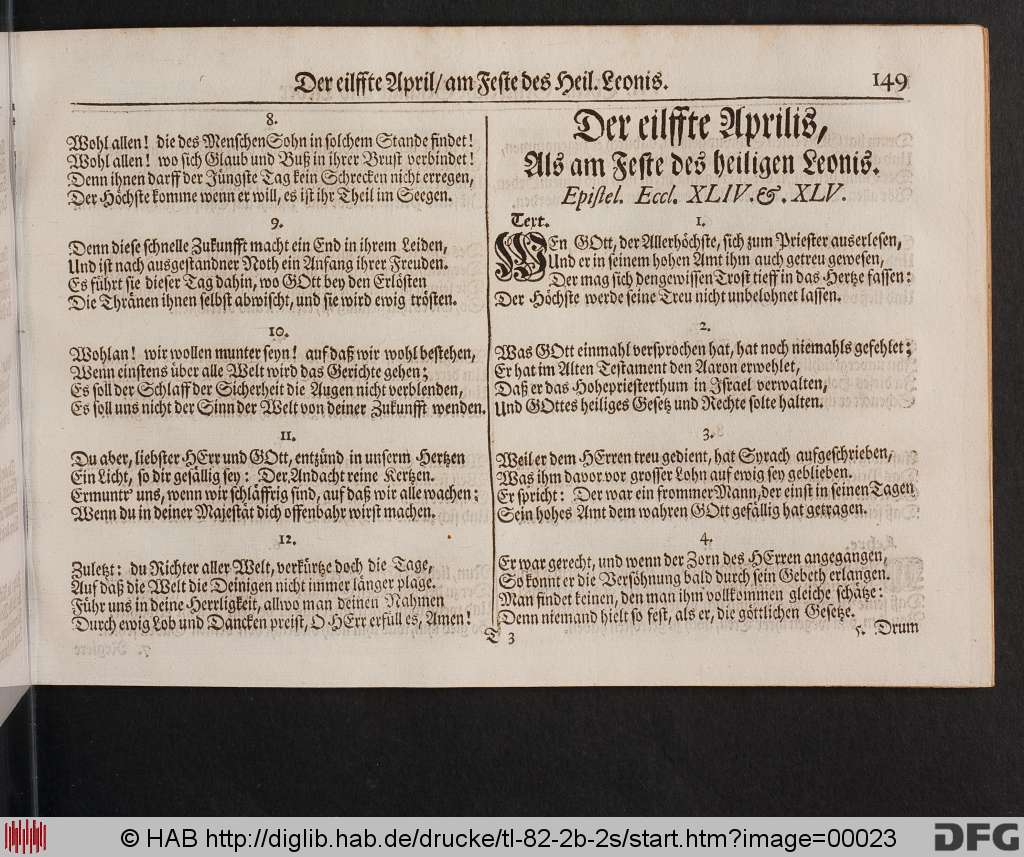 Der eilffte April/ am Feste des Heil. Leonis. 149
8.
Wohl allen! die des Menschen Sohn in solchem Stande findet!
Wohl allen! wo sich Glaub und Buß in ihrer Brust verbindet!
Denn ihnen darff der Jüngste Tag kein Schrecken nicht erregen,
Der Höchste komme wenn er will, es ist ihr Theil im Seegen.
9.
Denn diese schnelle Zukunfft macht ein End in ihrem Leiden,
Und ist nach ausgestandner Noth ein Anfang ihrer Freuden.
Es führt sie dieser Tag dahin, wo GOtt bey den Erlösten
Die Thränen ihnen selbst abwischt, und sie wird ewig trösten.
10.
Wohlan! wir wollen munter seyn! auf daß wir wohl bestehen,
Wenn einstens über alle Welt wird das Gerichte gehen;
Es soll der Schlaff der Sicherheit die Augen nicht verblenden,
Es soll uns nicht der Sinn der Welt von deiner Zukunfft wenden.
11.
Du aber, liebster HErr und GOtt, entzünd in unserm Hertzen
Ein Licht, so dir gefällig sey: Der Andacht reine Kertzen.
Ermuntr' uns, wenn wir schläffrig sind, auf daß wir alle wachen;
Wenn du in deiner Majestät dich offenbahr wirst machen.
12.
Zuletzt: du Richter aller Welt, verkürtze doch die Tage,
Auf daß die Welt die Deinigen nicht immer länger plage.
Führ uns in deine Herrligkeit, allwo man deinen Nahmen
Durch ewig Lob und Dancken preist, O HErr erfüll es, Amen!
T 3
Der eilffte Aprilis,
Als am Feste des heiligen Leonis.
Epistel. Eccl. XLIV. &. XLV.
Text. 1.
WEn GOtt, der Allerhöchste, sich zum Priester auserlesen,
Und er in seinem hohen Amt ihm auch getreu gewesen,
Der mag sich den gewissen Trost tieff in das Hertze fassen:
Der Höchste werde seine Treu nicht unbelohnet lassen.
2.
Was GOtt einmahl versprochen hat, hat noch niemahls gefehlet;
Er hat im Alten Testament den Aaron erwehlet,
Daß er das Hohepriesterthum in Israel verwalten,
Und GOttes heiliges Gesetz und Rechte solte halten.
3.
Weil er dem HErren treu gedient, hat Syrach aufgeschrieben,
Was ihm davor vor grosser Lohn auf ewig sey geblieben.
Er spricht: Der war ein frommer Mann, der einst in seinen Tagen
Sein hohes Amt dem wahren GOtt gefällig hat getragen.
4.
Er war gerecht, und wenn der Zorn des HErren angegangen,
So konnt er die Versöhnung bald durch sein Gebeth erlangen.
Man findet keinen, den man ihm vollkommen gleiche schätze:
Denn niemand hielt so fest, als er, die göttlichen Gesetze.
5. Drum
© HAB http://diglib.hab.de/drucke/tl-82-2b-2s/start.htm?image=00023
DFG